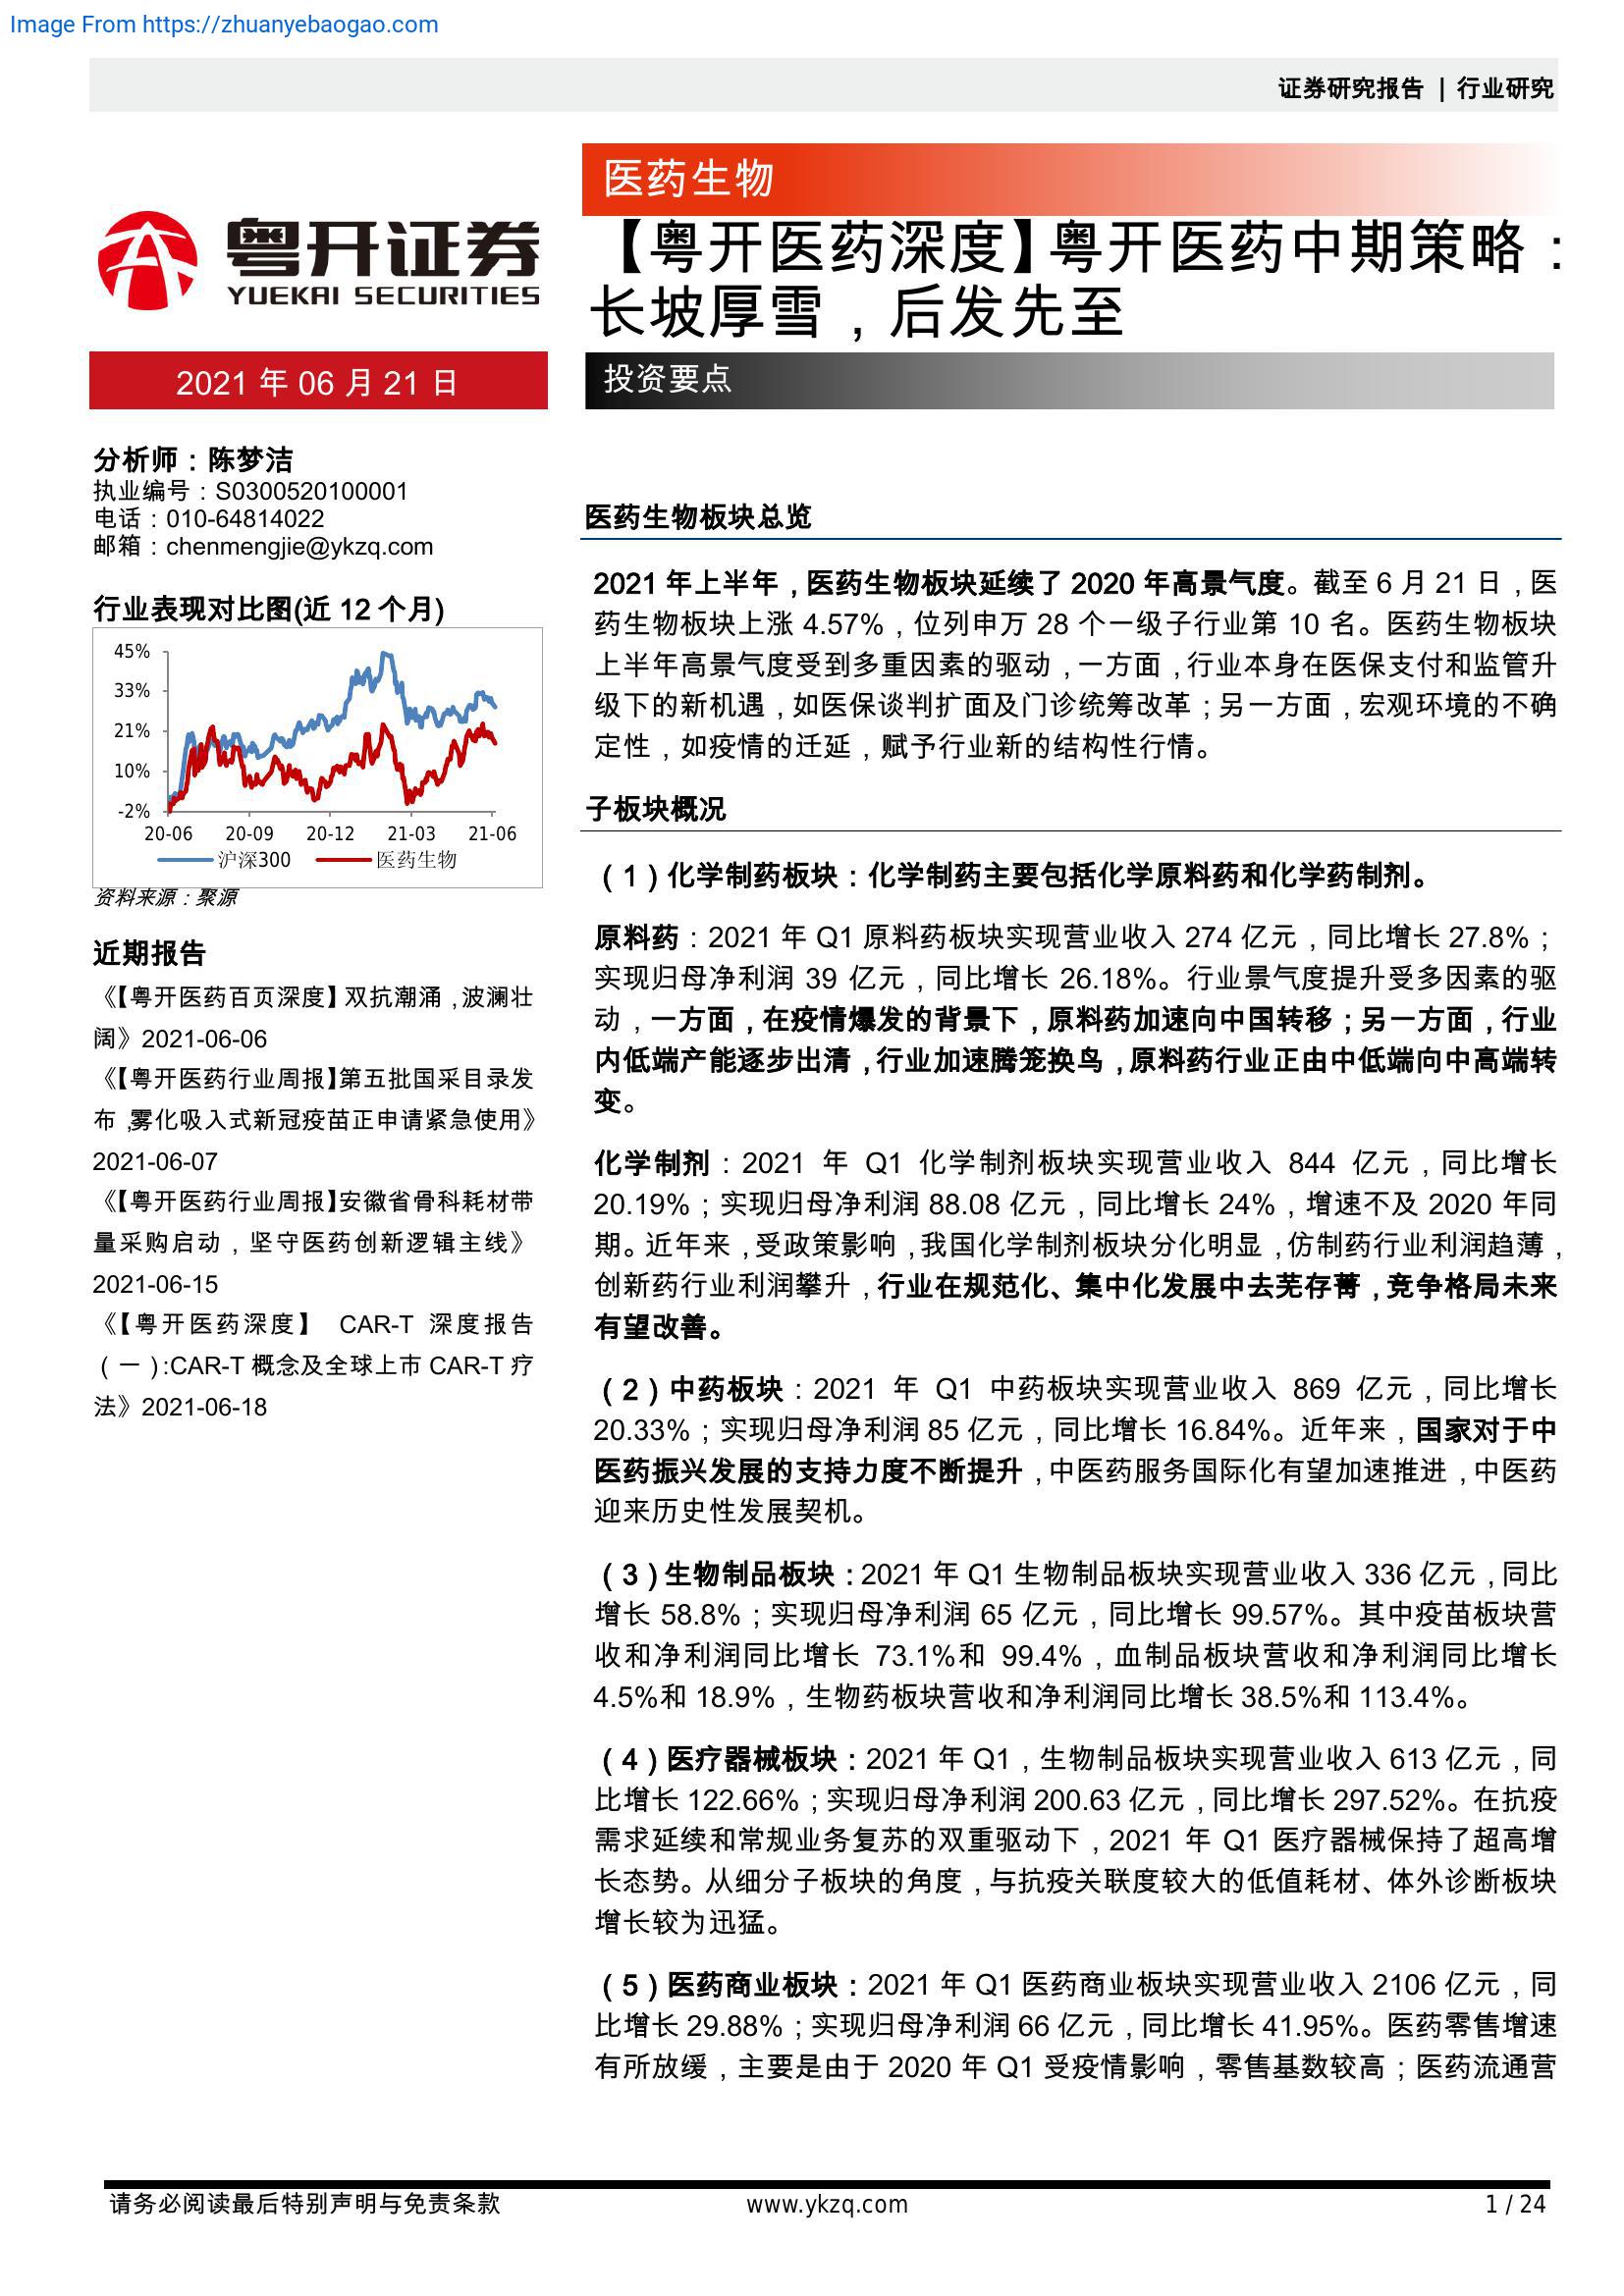 Image From https://zhuanyebaogao.com
证券研究报告 | 行业研究
医药生物
粤开证券
YUEKAI SECURITIES
【粤开医药深度】粤开医药中期策略：
长坡厚雪，后发先至
2021 年 06 月 21 日
投资要点
分析师：陈梦洁
执业编号：S0300520100001
电话：010-64814022
邮箱：chenmengjie@ykzq.com
行业表现对比图(近 12 个月)
45%
33%
21%
10%
-2%
20-06 20-09 20-12 21-03 21-06
沪深300 医药生物
资料来源：聚源
近期报告
《【粤开医药百页深度】双抗潮涌，波澜壮
阔》2021-06-06
《【粤开医药行业周报】第五批国采目录发
布，雾化吸入式新冠疫苗正申请紧急使用》
2021-06-07
《【粤开医药行业周报】安徽省骨科耗材带
量采购启动，坚守医药创新逻辑主线》
2021-06-15
《【粤开医药深度】 CAR-T 深度报告
（一）:CAR-T 概念及全球上市 CAR-T 疗
法》2021-06-18
医药生物板块总览
2021 年上半年，医药生物板块延续了 2020 年高景气度。截至 6 月 21 日，医
药生物板块上涨 4.57%，位列申万 28 个一级子行业第 10 名。医药生物板块
上半年高景气度受到多重因素的驱动，一方面，行业本身在医保支付和监管升
级下的新机遇，如医保谈判扩面及门诊统筹改革；另一方面，宏观环境的不确
定性，如疫情的迁延，赋予行业新的结构性行情。
子板块概况
（1）化学制药板块：化学制药主要包括化学原料药和化学药制剂。
原料药：2021 年 Q1 原料药板块实现营业收入 274 亿元，同比增长 27.8%；
实现归母净利润 39 亿元，同比增长 26.18%。行业景气度提升受多因素的驱
动，一方面，在疫情爆发的背景下，原料药加速向中国转移；另一方面，行业
内低端产能逐步出清，行业加速腾笼换鸟，原料药行业正由中低端向中高端转
变。
化学制剂：2021 年 Q1 化学制剂板块实现营业收入 844 亿元，同比增长
20.19%；实现归母净利润 88.08 亿元，同比增长 24%，增速不及 2020 年同
期。近年来，受政策影响，我国化学制剂板块分化明显，仿制药行业利润趋薄，
创新药行业利润攀升，行业在规范化、集中化发展中去芜存菁，竞争格局未来
有望改善。
（2）中药板块：2021 年 Q1 中药板块实现营业收入 869 亿元，同比增长
20.33%；实现归母净利润 85 亿元，同比增长 16.84%。近年来，国家对于中
医药振兴发展的支持力度不断提升，中医药服务国际化有望加速推进，中医药
迎来历史性发展契机。
（3）生物制品板块：2021 年 Q1 生物制品板块实现营业收入 336 亿元，同比
增长 58.8%；实现归母净利润 65 亿元，同比增长 99.57%。其中疫苗板块营
收和净利润同比增长 73.1%和 99.4%，血制品板块营收和净利润同比增长
4.5%和 18.9%，生物药板块营收和净利润同比增长 38.5%和 113.4%。
（4）医疗器械板块：2021 年 Q1，生物制品板块实现营业收入 613 亿元，同
比增长 122.66%；实现归母净利润 200.63 亿元，同比增长 297.52%。在抗疫
需求延续和常规业务复苏的双重驱动下，2021 年 Q1 医疗器械保持了超高增
长态势。从细分子板块的角度，与抗疫关联度较大的低值耗材、体外诊断板块
增长较为迅猛。
（5）医药商业板块：2021 年 Q1 医药商业板块实现营业收入 2106 亿元，同
比增长 29.88%；实现归母净利润 66 亿元，同比增长 41.95%。医药零售增速
有所放缓，主要是由于 2020 年 Q1 受疫情影响，零售基数较高；医药流通营
请务必阅读最后特别声明与免责条款 www.ykzq.com 1 / 24